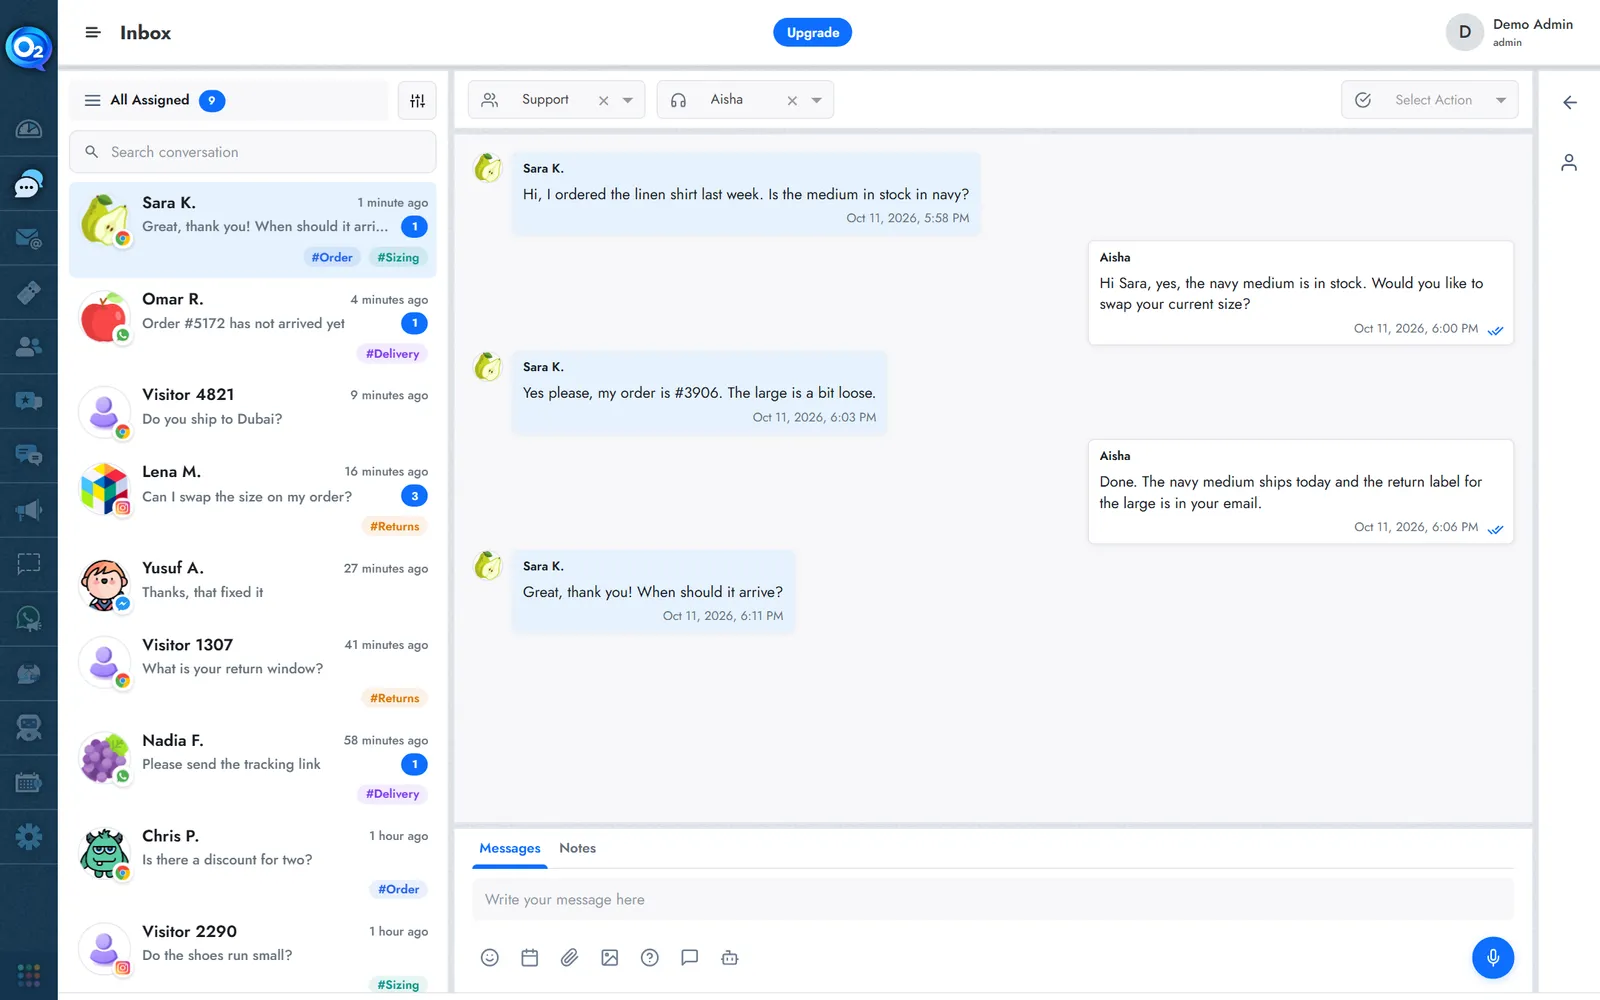 O2
Inbox
Upgrade
D
Demo Admin
admin
All Assigned 9
Search conversation
Sara K. 1 minute ago
Great, thank you! When should it arri... 1
#Order #Sizing
Omar R. 4 minutes ago
Order #5172 has not arrived yet 1
#Delivery
Visitor 4821 9 minutes ago
Do you ship to Dubai?
Lena M. 16 minutes ago
Can I swap the size on my order? 3
#Returns
Yusuf A. 27 minutes ago
Thanks, that fixed it
Visitor 1307 41 minutes ago
What is your return window?
#Returns
Nadia F. 58 minutes ago
Please send the tracking link 1
#Delivery
Chris P. 1 hour ago
Is there a discount for two?
#Order
Visitor 2290 1 hour ago
Do the shoes run small?
#Sizing
Support
Aisha
Select Action
Sara K.
Hi, I ordered the linen shirt last week. Is the medium in stock in navy?
Oct 11, 2026, 5:58 PM
Aisha
Hi Sara, yes, the navy medium is in stock. Would you like to
swap your current size?
Oct 11, 2026, 6:00 PM
Sara K.
Yes please, my order is #3906. The large is a bit loose.
Oct 11, 2026, 6:03 PM
Aisha
Done. The navy medium ships today and the return label for
the large is in your email.
Oct 11, 2026, 6:06 PM
Sara K.
Great, thank you! When should it arrive?
Oct 11, 2026, 6:11 PM
Messages Notes
Write your message here